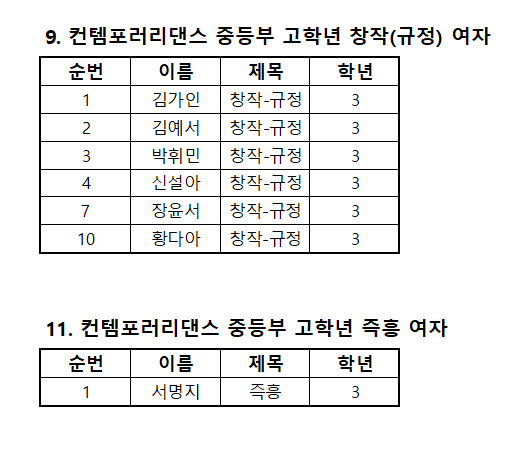 9. 컨템포러리댄스 중등부 고학년 창작(규정) 여자
순번 이름 제목 학년
1 김가인 창작-규정 3
2 김예서 창작-규정 3
3 박휘민 창작-규정 3
4 신설아 창작-규정 3
7 장윤서 창작-규정 3
10 황다아 창작-규정 3
11. 컨템포러리댄스 중등부 고학년 즉흥 여자
순번 이름 제목 학년
1 서명지 즉흥 3